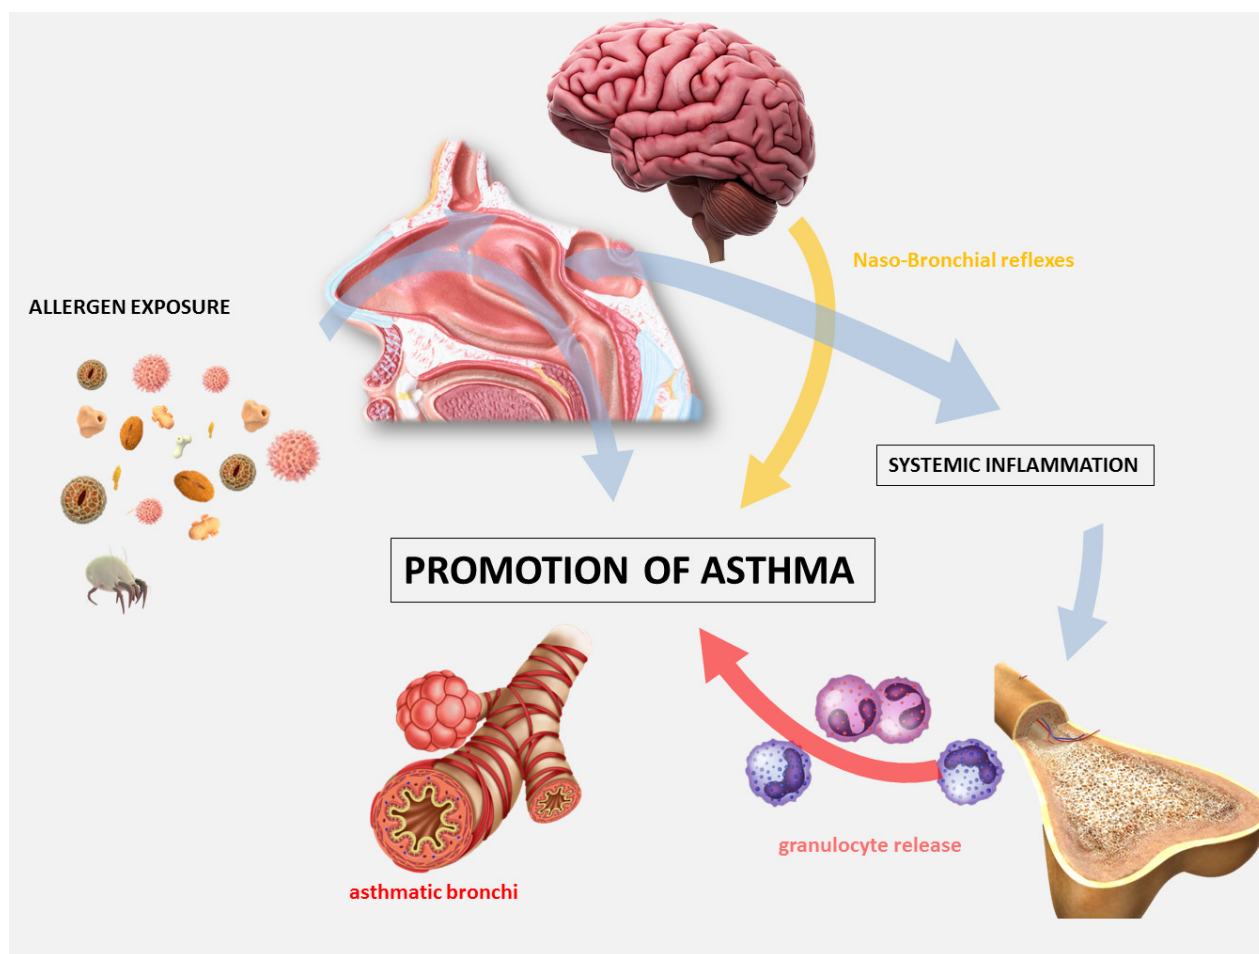 Naso-Bronchial reflexes
ALLERGEN EXPOSURE
SYSTEMIC INFLAMMATION
PROMOTION OF ASTHMA
granulocyte release
asthmatic bronchi